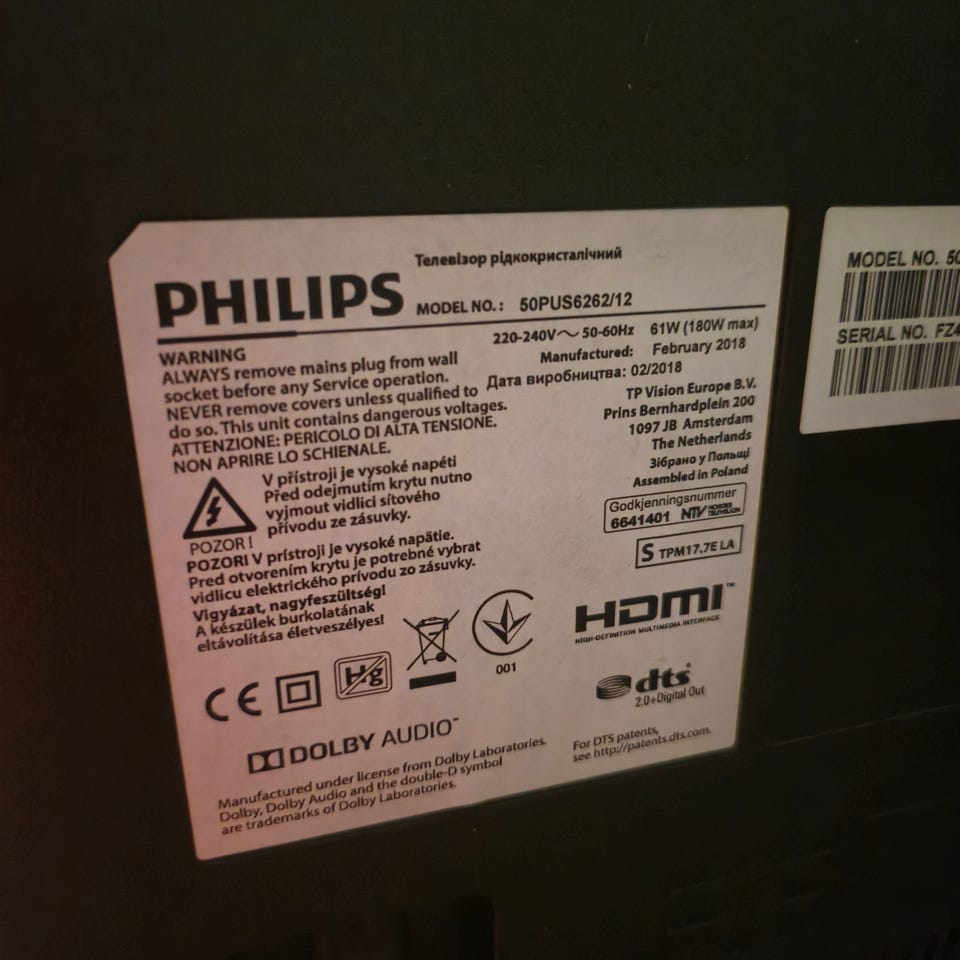 Телевізор рідкокристалічний
PHILIPS MODEL NO.: 50PUS6262/12
220-240V～ 50-60Hz 61W (180W max)
Manufactured: February 2018
Дата виробництва: 02/2018
TP Vision Europe B.V.
Prins Bernhardplein 200
1097 JB Amsterdam
The Netherlands
Зібрано у Польщі
Assembled in Poland
WARNING
ALWAYS remove mains plug from wall
socket before any Service operation.
NEVER remove covers unless qualified to
do so. This unit contains dangerous voltages.
ATTENZIONE: PERICOLO DI ALTA TENSIONE.
NON APRIRE LO SCHIENALE.
V přístroji je vysoké napětí
Před odejmutím krytu nutno
vyjmout vidlici síťového
přívodu ze zásuvky.
POZOR !
POZOR! V prístroji je vysoké napätie.
Pred otvorením krytu je potrebné vybrat
vidlicu elektrického prívodu zo zásuvky.
Vigyázat, nagyfeszültség!
A készülek burkolatának
eltávolítása életveszélyes!
Godkjenningsnummer
6641401 NTV NORGES TELEVISJON
S TPM17.7E LA
HDMI™
HIGH-DEFINITION MULTIMEDIA INTERFACE
CE
Hg
001
dts®
2.0+Digital Out
DOLBY AUDIO™
For DTS patents,
see http://patents.dts.com.
Manufactured under license from Dolby Laboratories.
Dolby, Dolby Audio and the double-D symbol
are trademarks of Dolby Laboratories.
MODEL NO. 50
SERIAL NO. FZ4